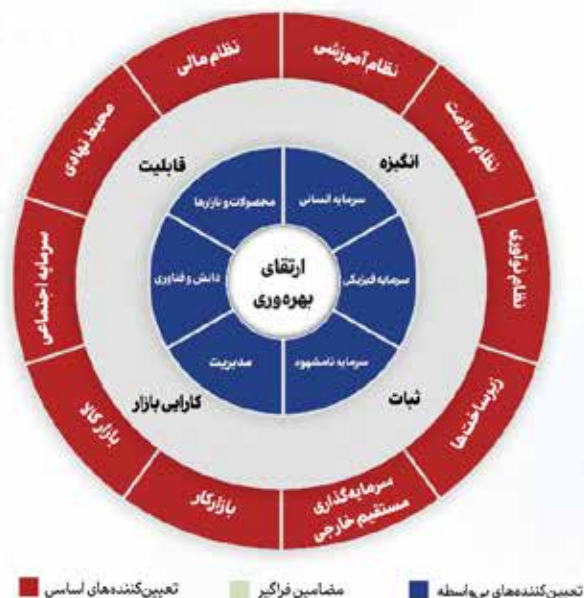 نظام آموزشی
نظام سلامت
نظام نوآوری
زیرساخت‌ها
سرمایه‌گذاری
مستقیم خارجی
بازار کار
بازار کالا
سرمایه اجتماعی
محیط نهادی
نظام مالی
انگیزه
ثبات
کارایی بازار
قابلیت
سرمایه انسانی
سرمایه فیزیکی
سرمایه نامشهود
مدیریت
دانش و فناوری
محصولات و بازارها
ارتقای
بهره‌وری
تعیین‌کننده‌های بی‌واسطه
مضامین فراگیر
تعیین‌کننده‌های اساسی